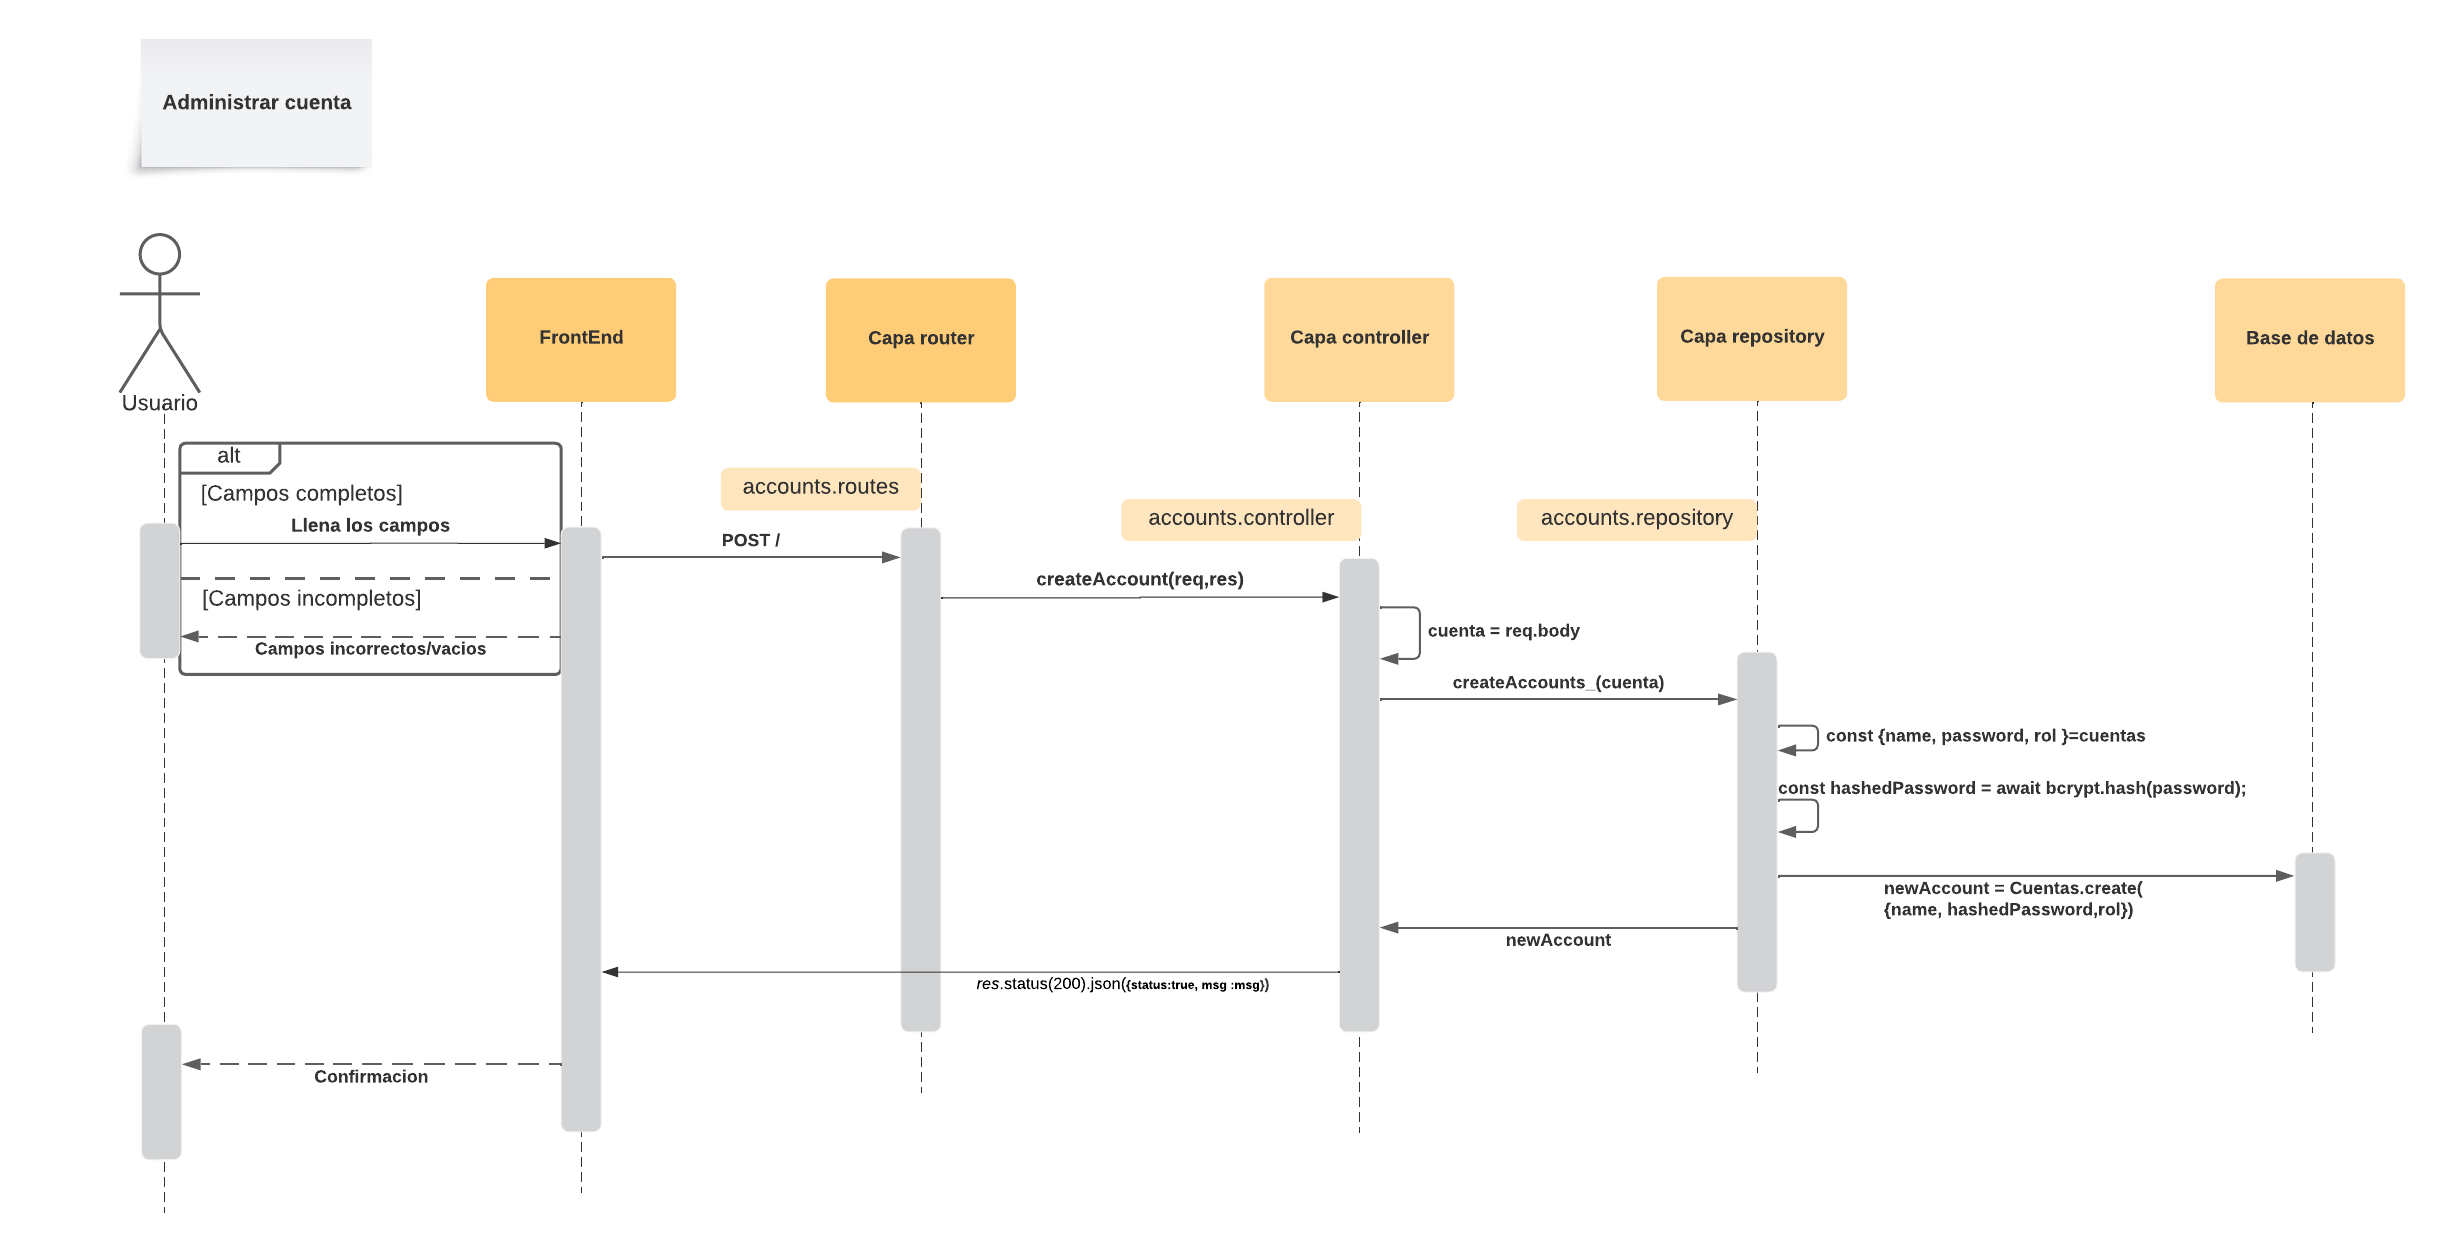 Administrar cuenta
Usuario
FrontEnd
Capa router
Capa controller
Capa repository
Base de datos
alt
[Campos completos]
Llena los campos
[Campos incompletos]
Campos incorrectos/vacios
accounts.routes
accounts.controller
accounts.repository
POST /
createAccount(req,res)
cuenta = req.body
createAccounts_(cuenta)
const {name, password, rol }=cuentas
const hashedPassword = await bcrypt.hash(password);
newAccount = Cuentas.create(
{name, hashedPassword,rol})
newAccount
res.status(200).json({status:true, msg :msg})
Confirmacion